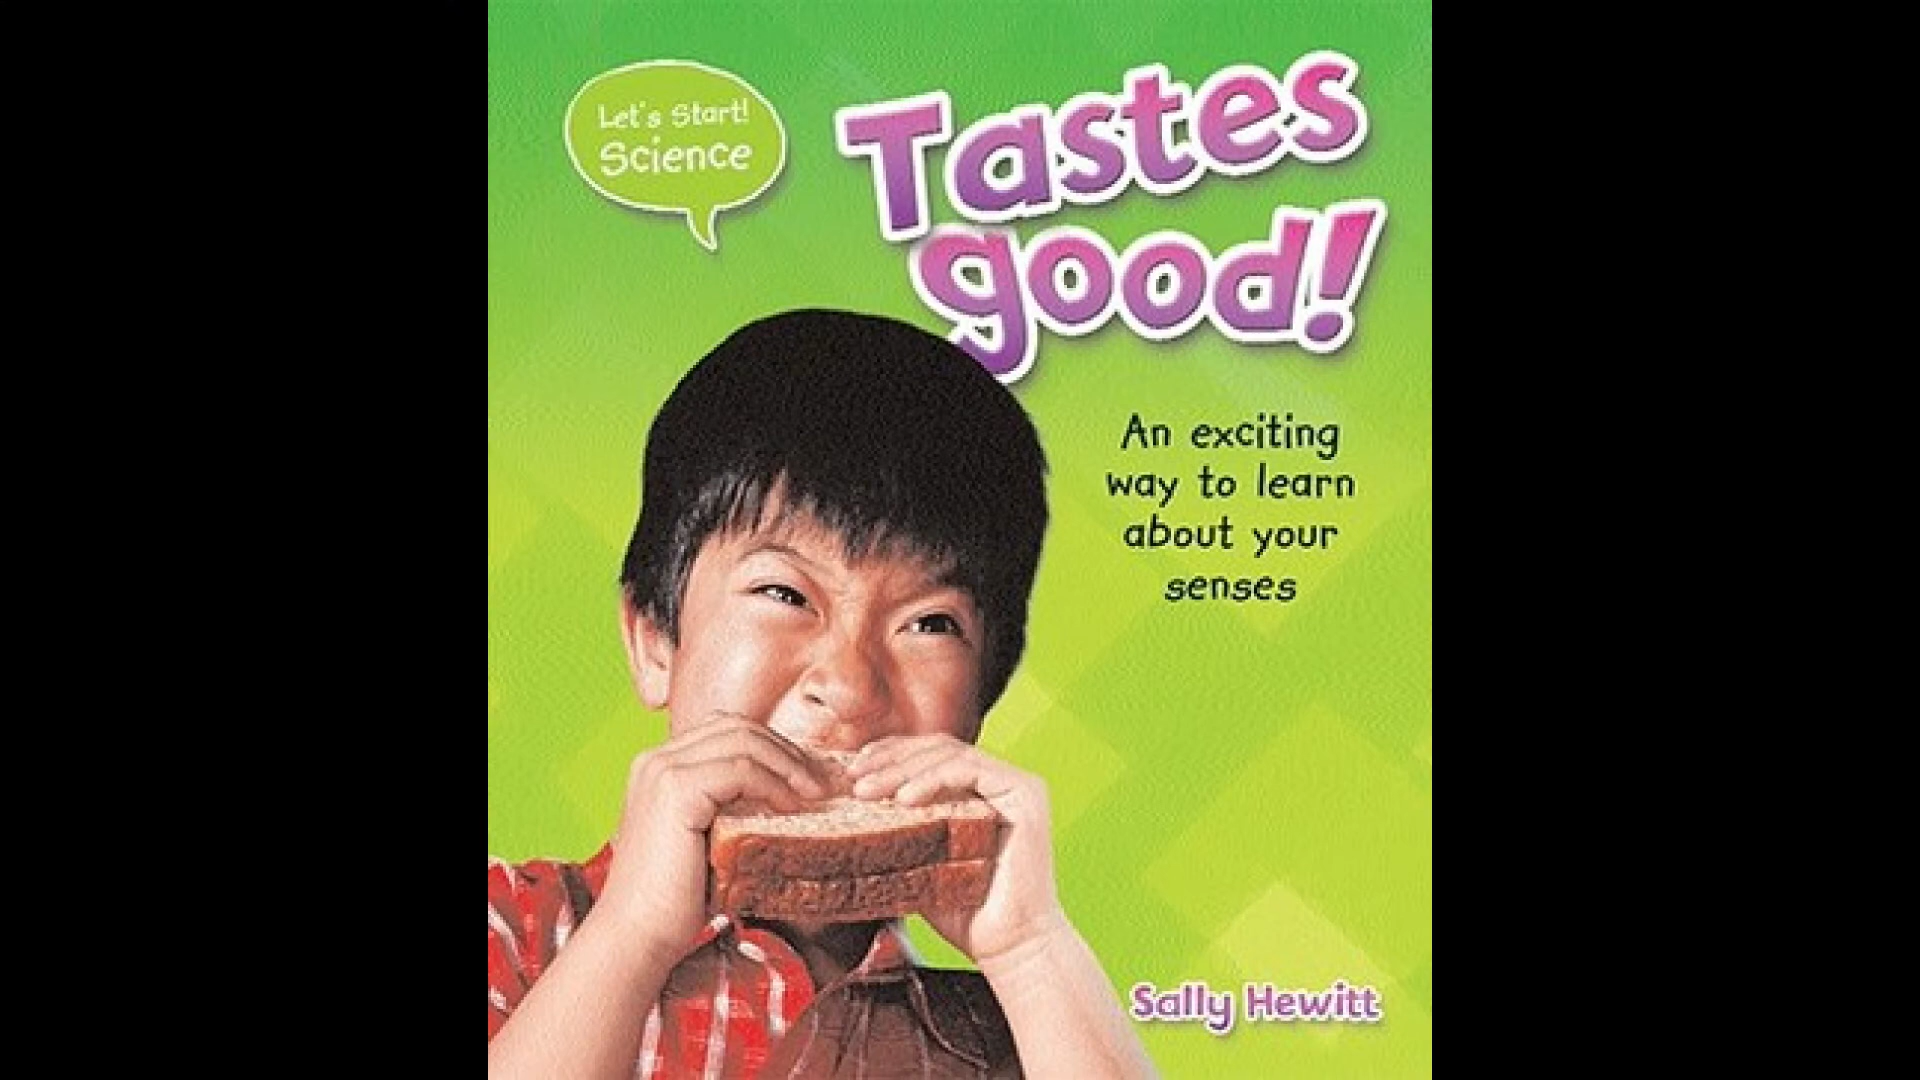 Let's Start!
Science
Tastes
good!
An exciting
way to learn
about your
senses
Sally Hewitt